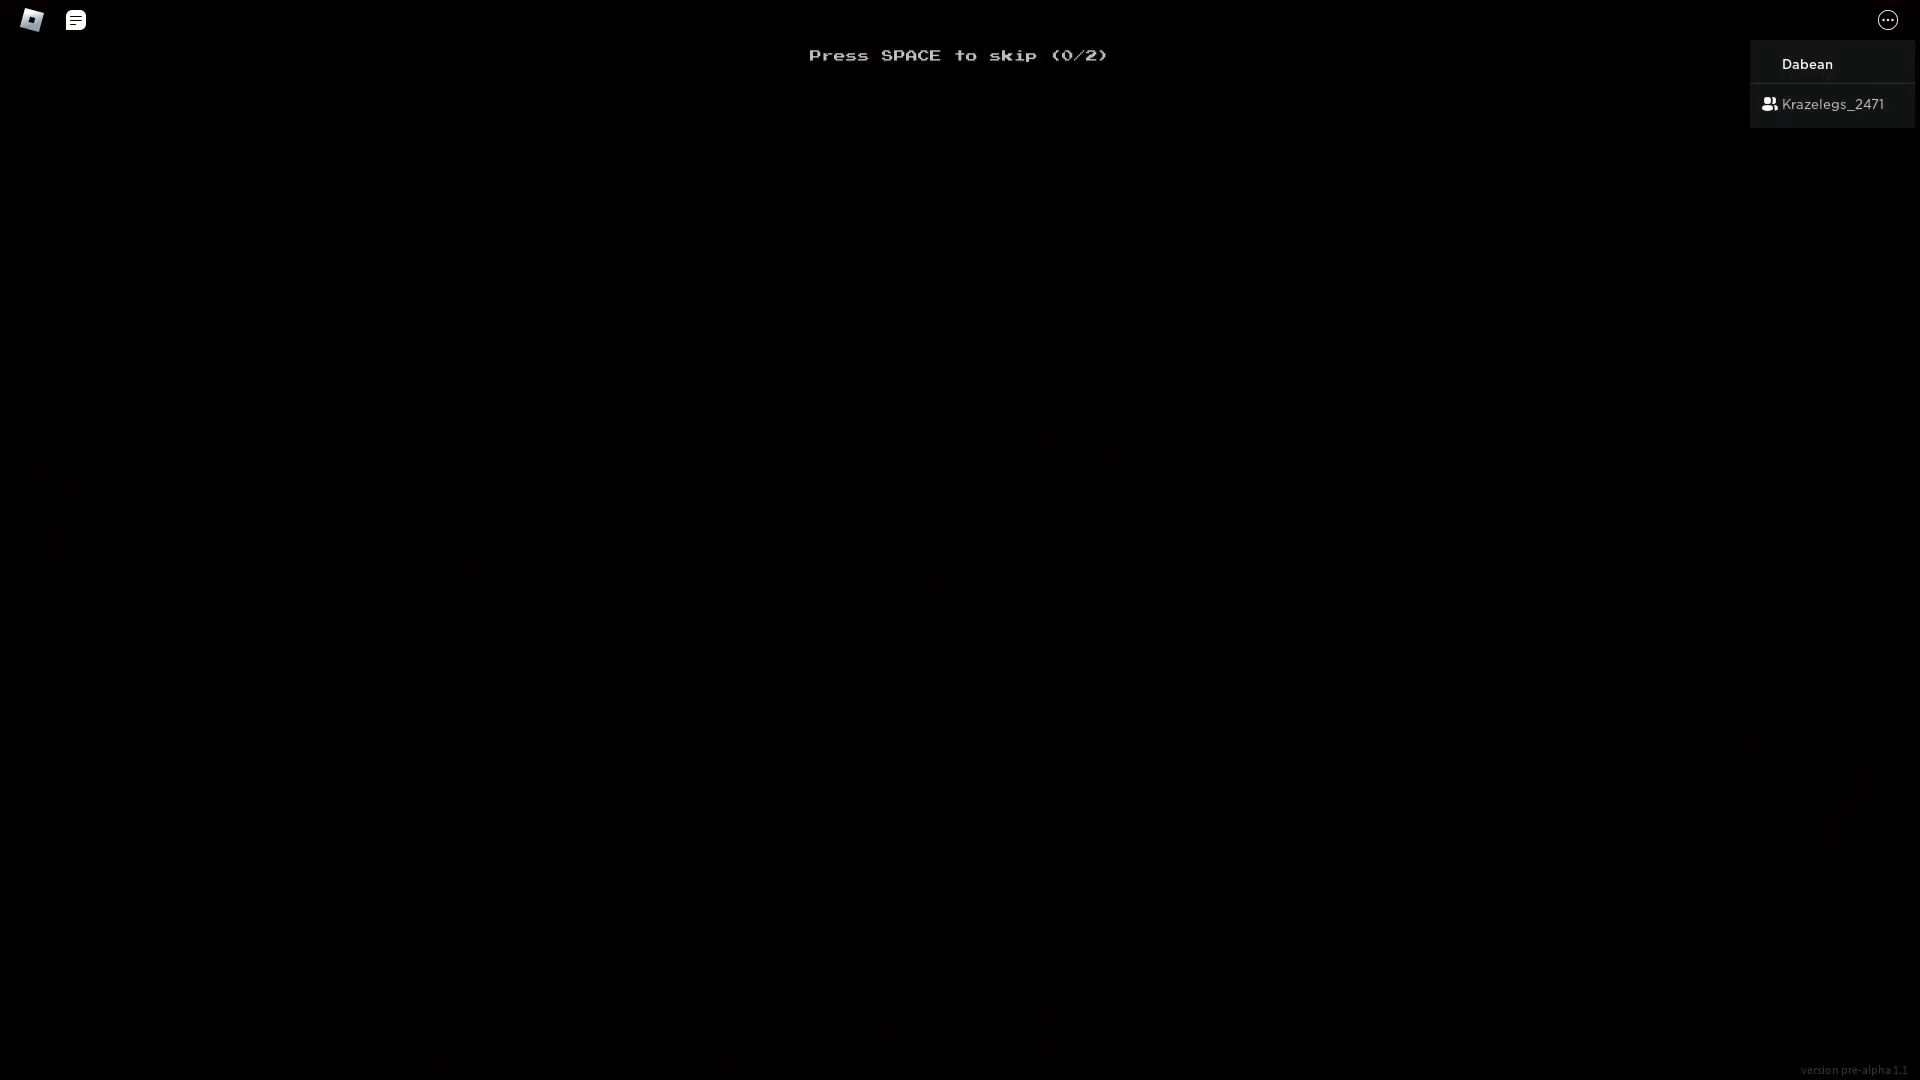 Press SPACE to skip (0/2)
Dabean
Krazelegs_2471
version pre-alpha 1.1